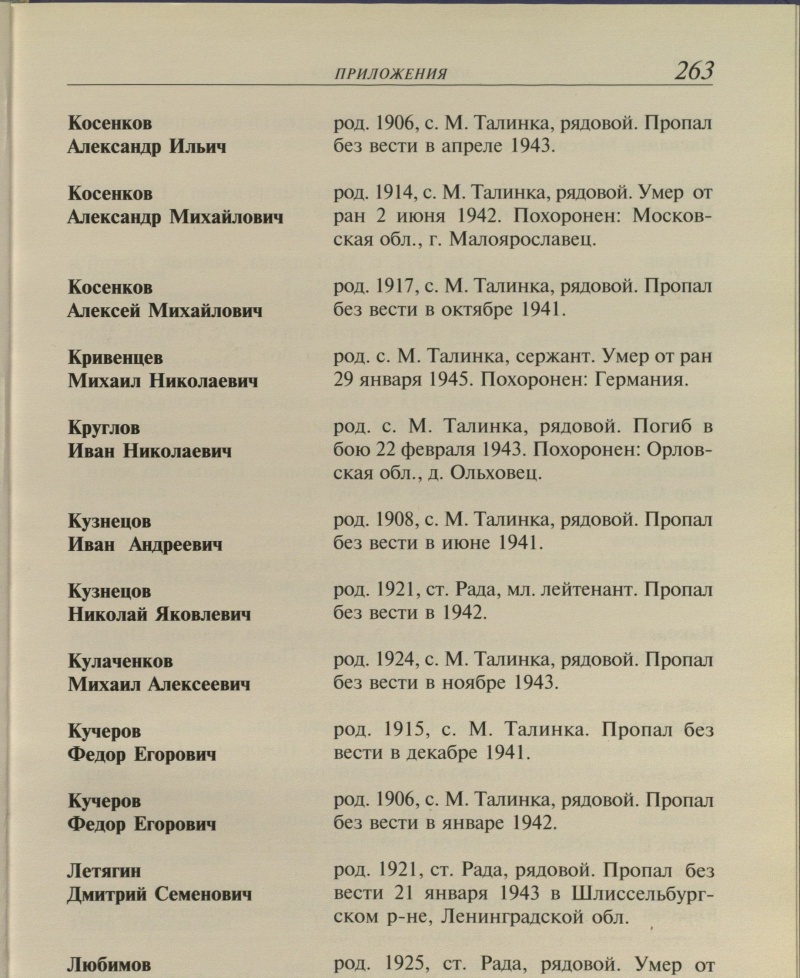 ПРИЛОЖЕНИЯ 263
Косенков род. 1906, с. М. Талинка, рядовой. Пропал
Александр Ильич без вести в апреле 1943.
Косенков род. 1914, с. М. Талинка, рядовой. Умер от
Александр Михайлович ран 2 июня 1942. Похоронен: Москов-
ская обл., г. Малоярославец.
Косенков род. 1917, с. М. Талинка, рядовой. Пропал
Алексей Михайлович без вести в октябре 1941.
Кривенцев род. с. М. Талинка, сержант. Умер от ран
Михаил Николаевич 29 января 1945. Похоронен: Германия.
Круглов род. с. М. Талинка, рядовой. Погиб в
Иван Николаевич бою 22 февраля 1943. Похоронен: Орлов-
ская обл., д. Ольховец.
Кузнецов род. 1908, с. М. Талинка, рядовой. Пропал
Иван Андреевич без вести в июне 1941.
Кузнецов род. 1921, ст. Рада, мл. лейтенант. Пропал
Николай Яковлевич без вести в 1942.
Кулаченков род. 1924, с. М. Талинка, рядовой. Пропал
Михаил Алексеевич без вести в ноябре 1943.
Кучеров род. 1915, с. М. Талинка. Пропал без
Федор Егорович вести в декабре 1941.
Кучеров род. 1906, с. М. Талинка, рядовой. Пропал
Федор Егорович без вести в январе 1942.
Летягин род. 1921, ст. Рада, рядовой. Пропал без
Дмитрий Семенович вести 21 января 1943 в Шлиссельбург-
ском р-не, Ленинградской обл.
Любимов род. 1925, ст. Рада, рядовой. Умер от